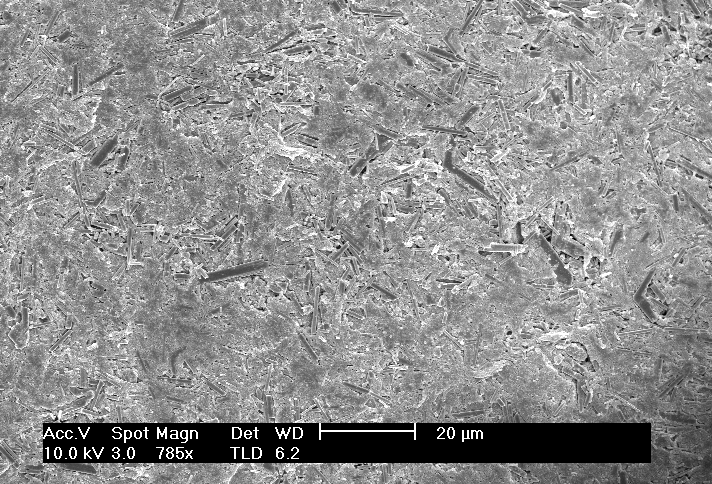 Acc.V Spot Magn Det WD 20 µm
10.0 kV 3.0 785x TLD 6.2